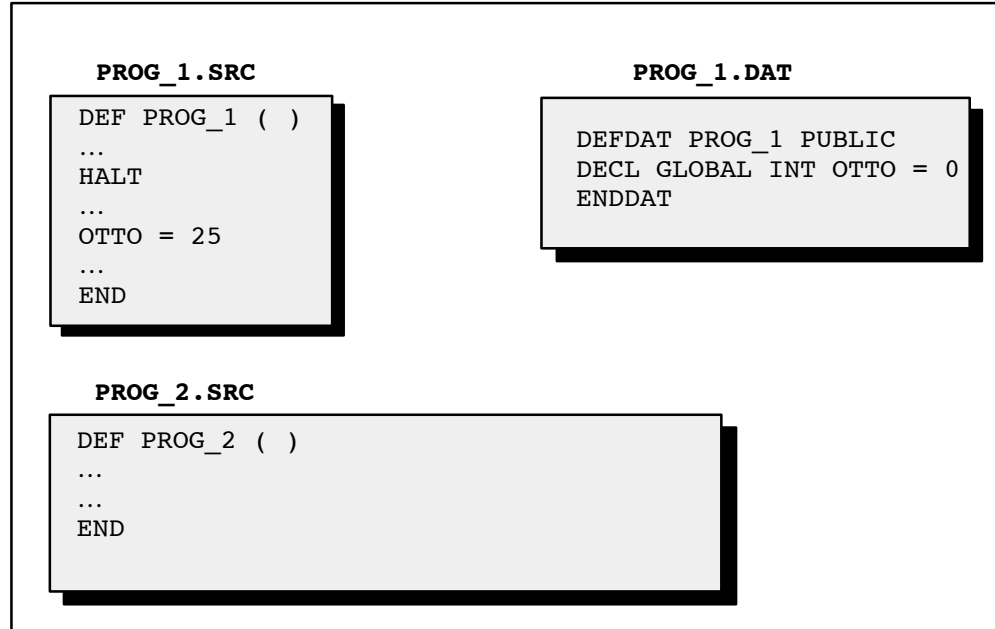 PROG_1.SRC
DEF PROG_1 ( )
...
HALT
...
OTTO = 25
...
END
PROG_1.DAT
DEFDAT PROG_1 PUBLIC
DECL GLOBAL INT OTTO = 0
ENDDAT
PROG_2.SRC
DEF PROG_2 ( )
...
...
END